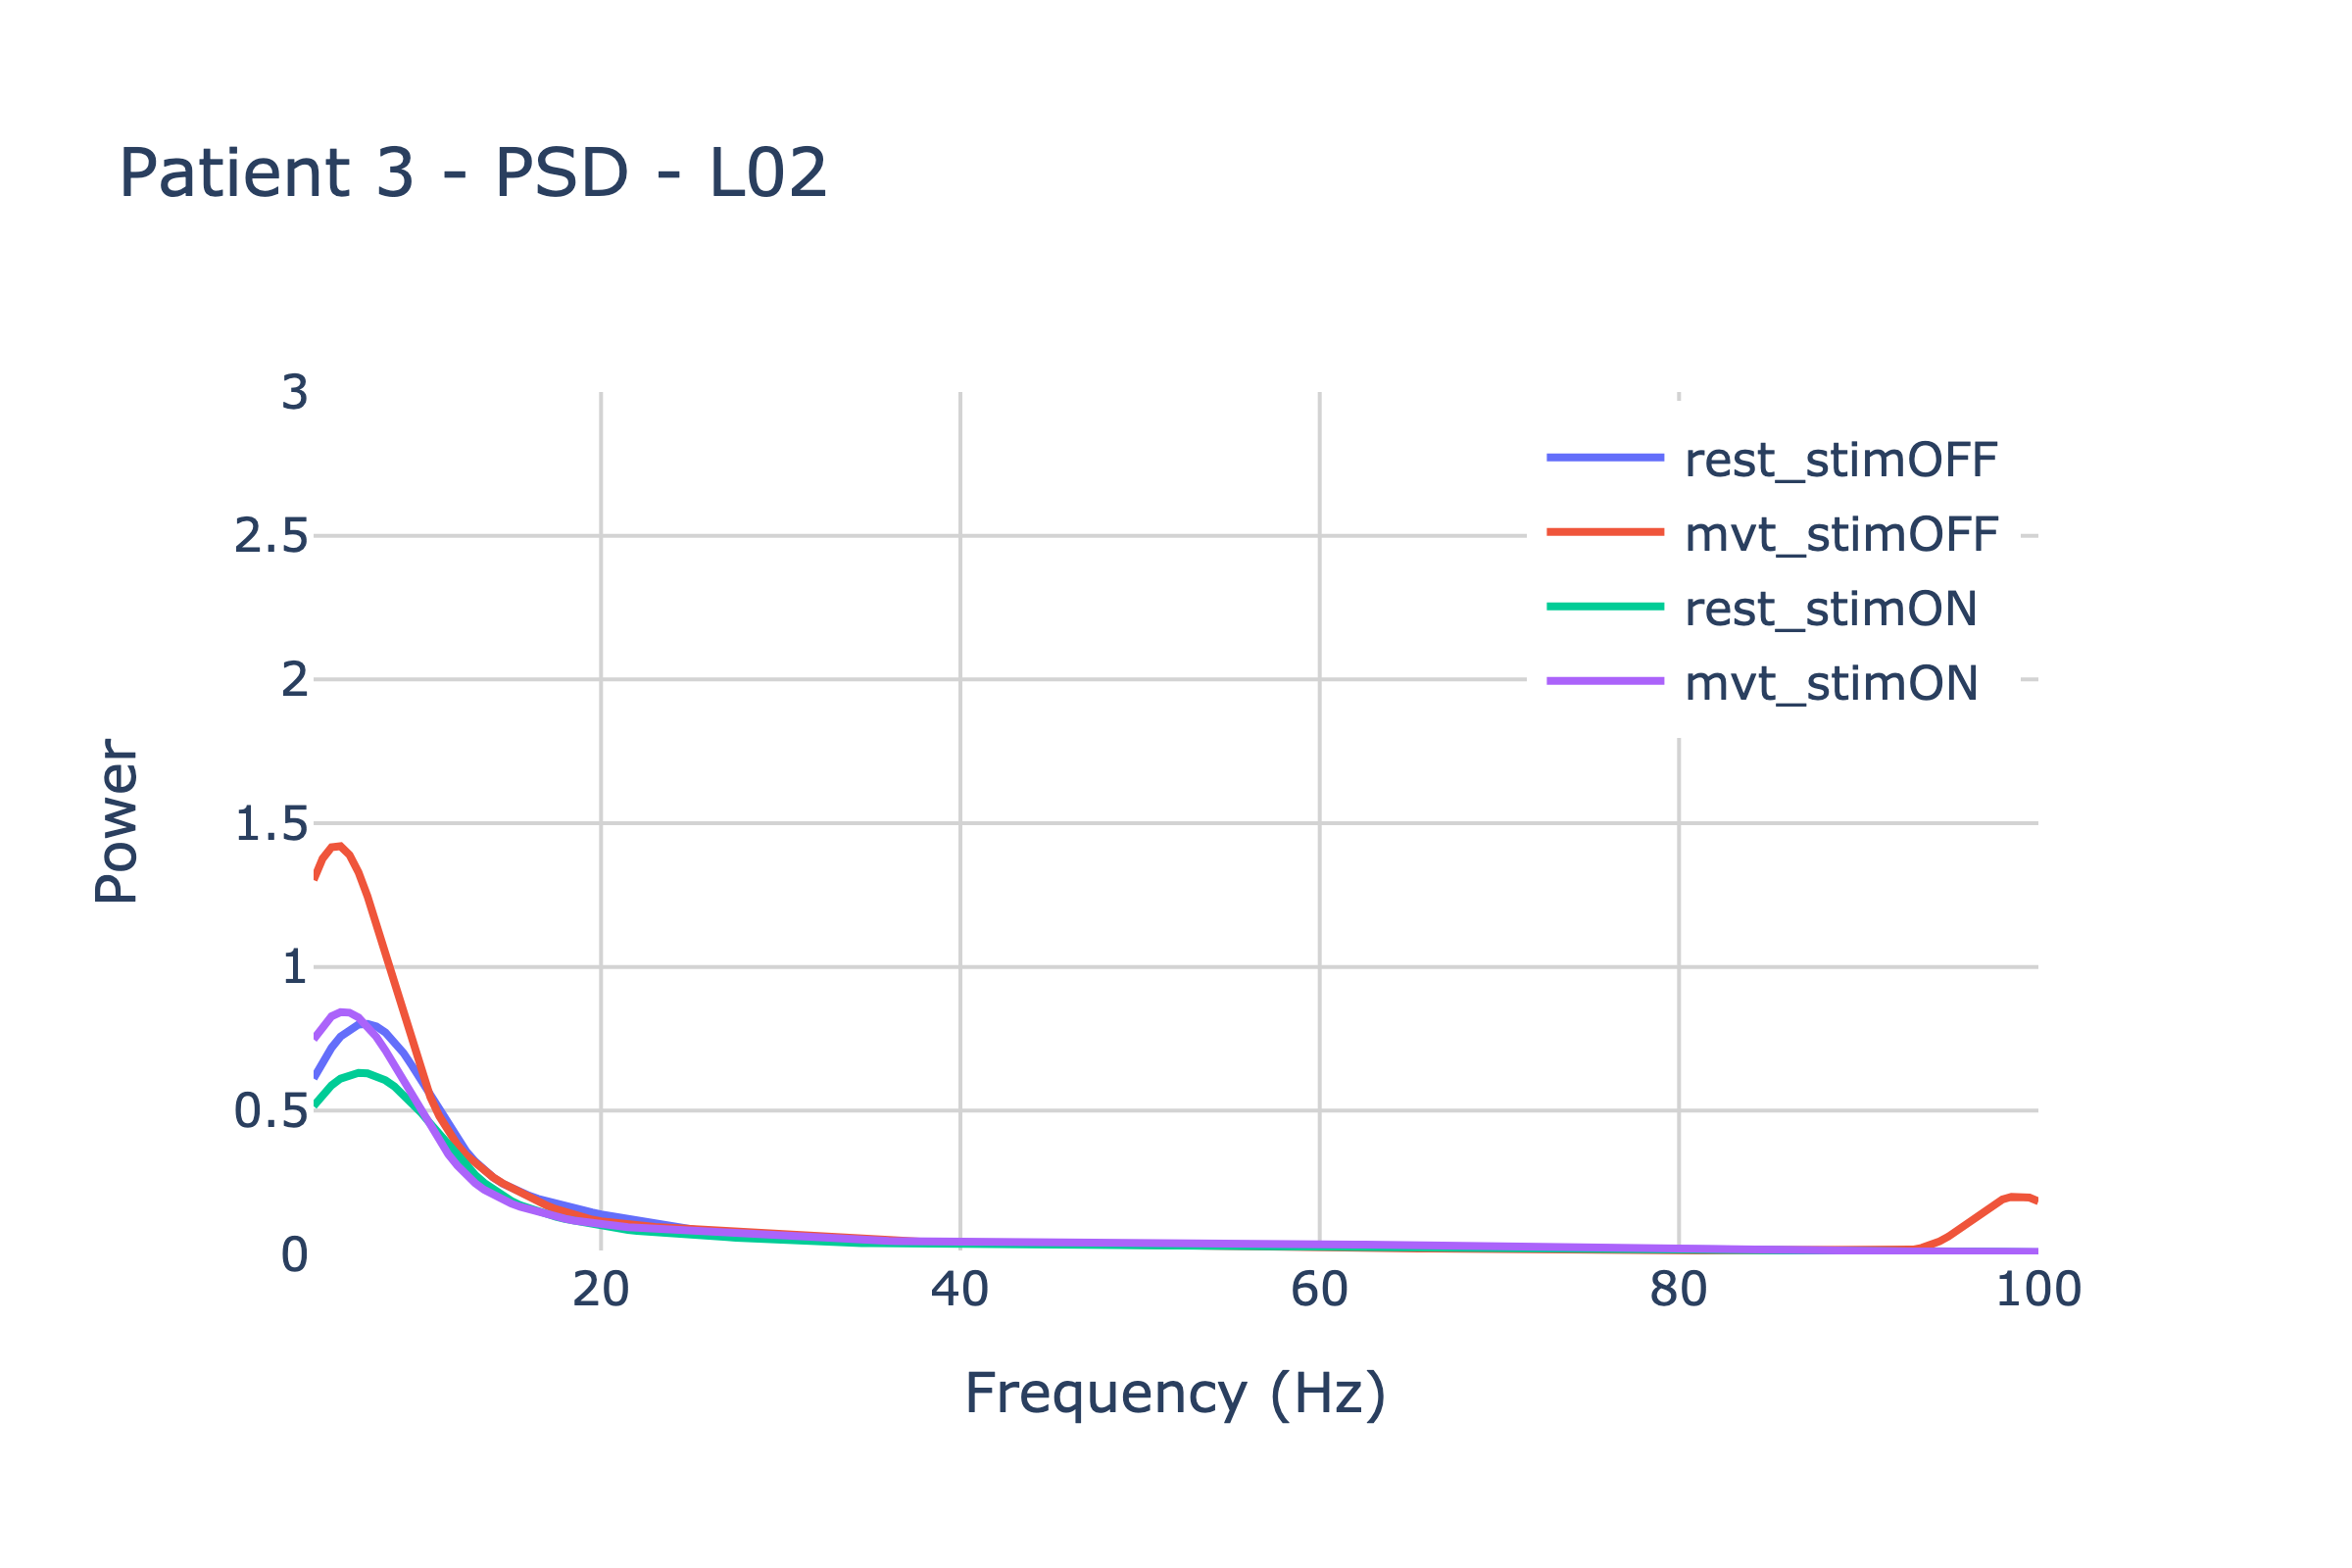 Patient 3 - PSD - L02
3
2.5
2
1.5
1
0.5
0
Power
rest_stimOFF
mvt_stimOFF
rest_stimON
mvt_stimON
20 40 60 80 100
Frequency (Hz)